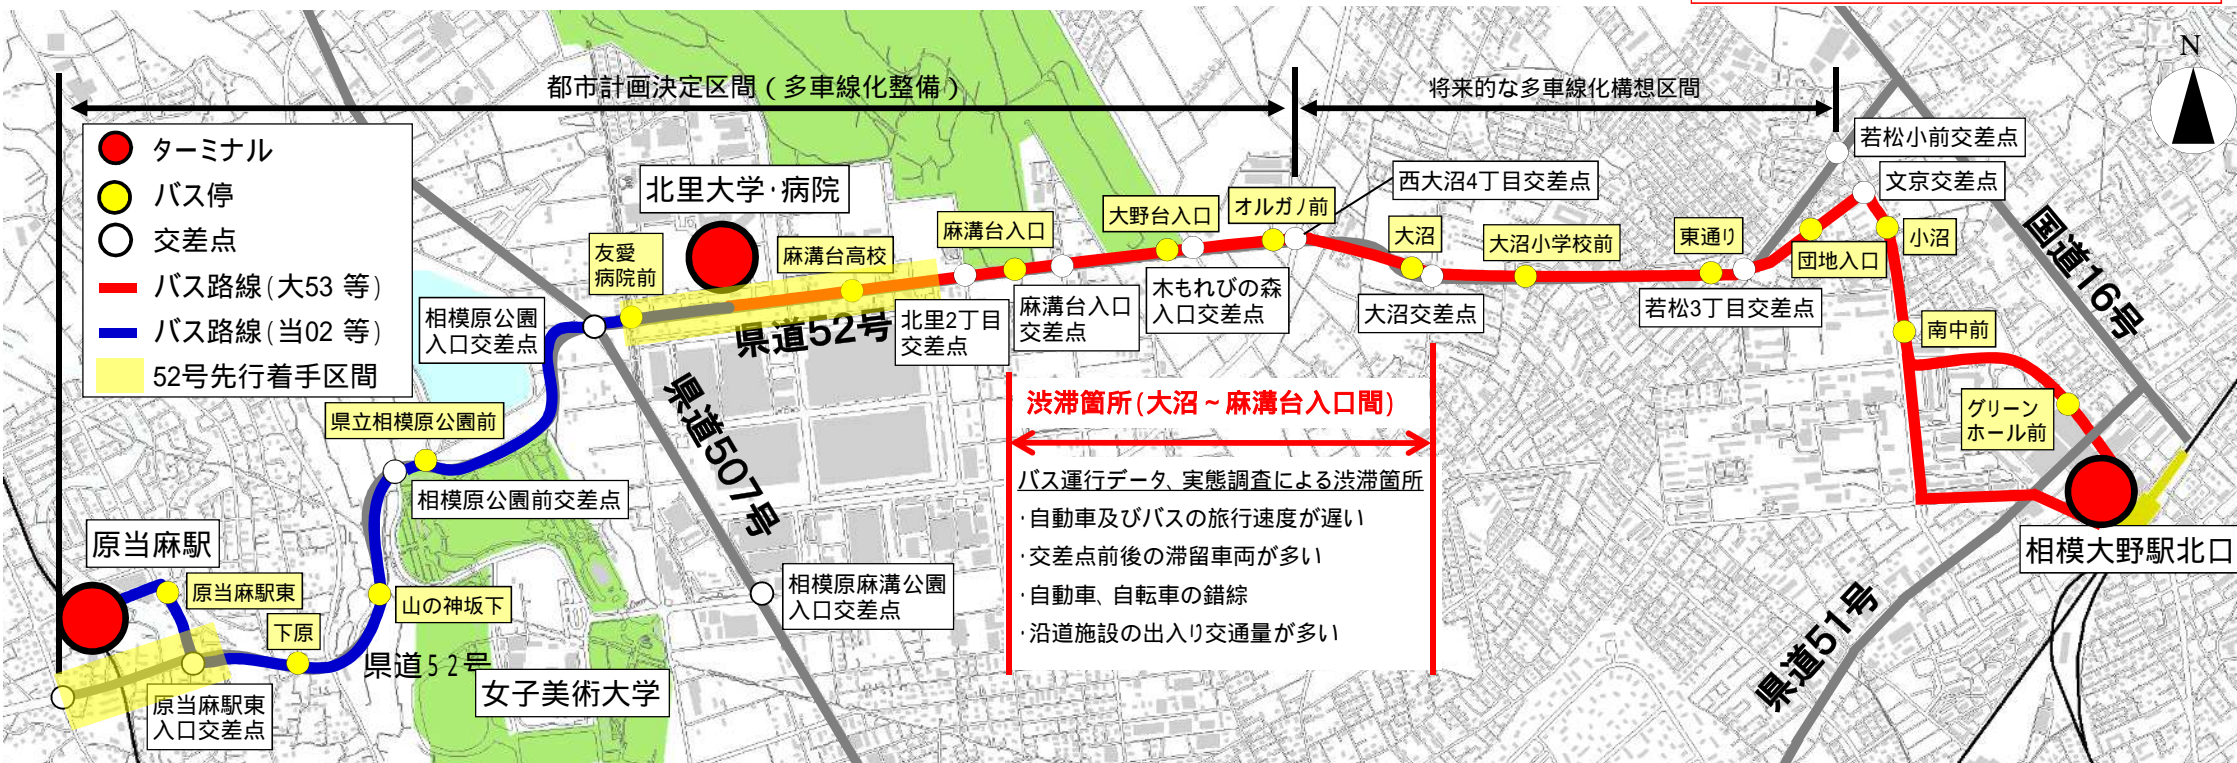 都市計画決定区間（多車線化整備）
将来的な多車線化構想区間
N
ターミナル
バス停
交差点
バス路線(大53 等)
バス路線(当02 等)
52号先行着手区間
北里大学･病院
友愛
病院前
麻溝台高校
麻溝台入口
大野台入口
オルガノ前
西大沼4丁目交差点
大沼
大沼小学校前
東通り
団地入口
若松小前交差点
文京交差点
小沼
国道16号
相模原公園
入口交差点
県道52号
北里2丁目
交差点
麻溝台入口
交差点
木もれびの森
入口交差点
大沼交差点
若松3丁目交差点
南中前
グリーン
ホール前
県立相模原公園前
相模原公園前交差点
県道507号
渋滞箇所(大沼～麻溝台入口間)
バス運行データ、実態調査による渋滞箇所
･自動車及びバスの旅行速度が遅い
･交差点前後の滞留車両が多い
･自動車、自転車の錯綜
･沿道施設の出入り交通量が多い
相模大野駅北口
原当麻駅
原当麻駅東
下原
山の神坂下
相模原麻溝公園
入口交差点
県道52号
女子美術大学
原当麻駅東
入口交差点
県道51号